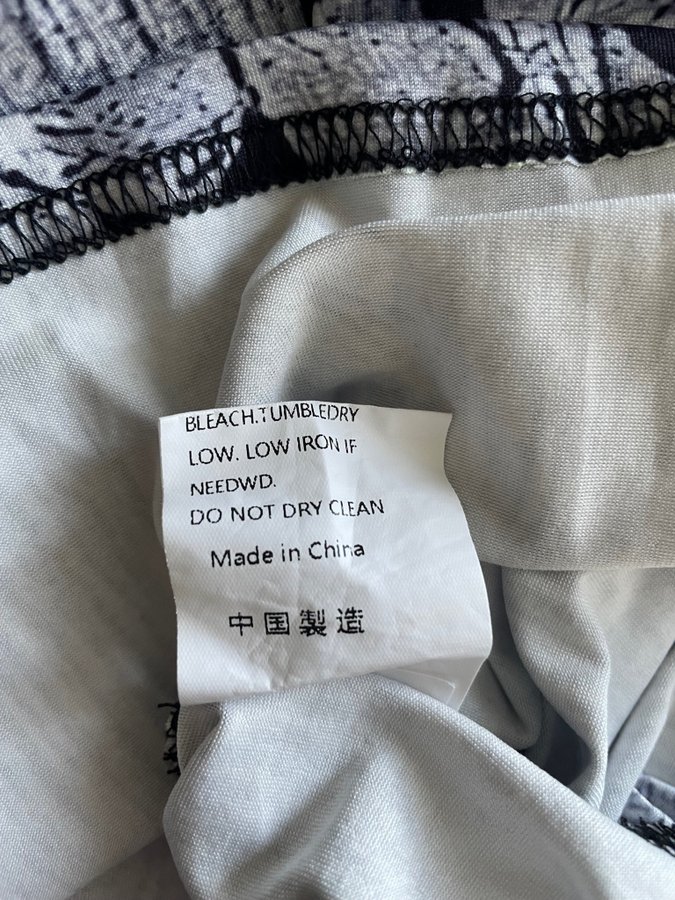 BLEACH.TUMBLEDRY
LOW. LOW IRON IF
NEEDWD.
DO NOT DRY CLEAN
Made in China
中国製造